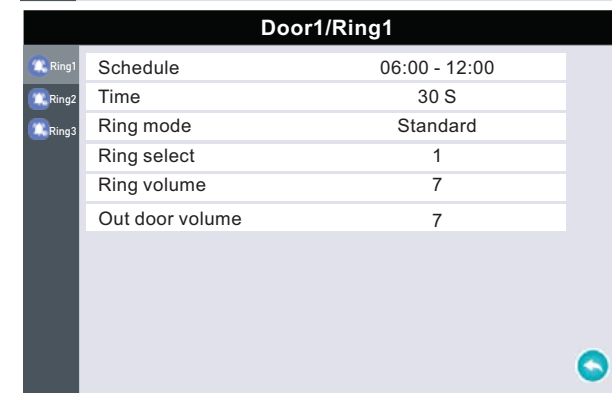 Door1/Ring1
Ring1
Schedule 06:00 - 12:00
Ring2
Time 30 S
Ring3
Ring mode Standard
Ring select 1
Ring volume 7
Out door volume 7